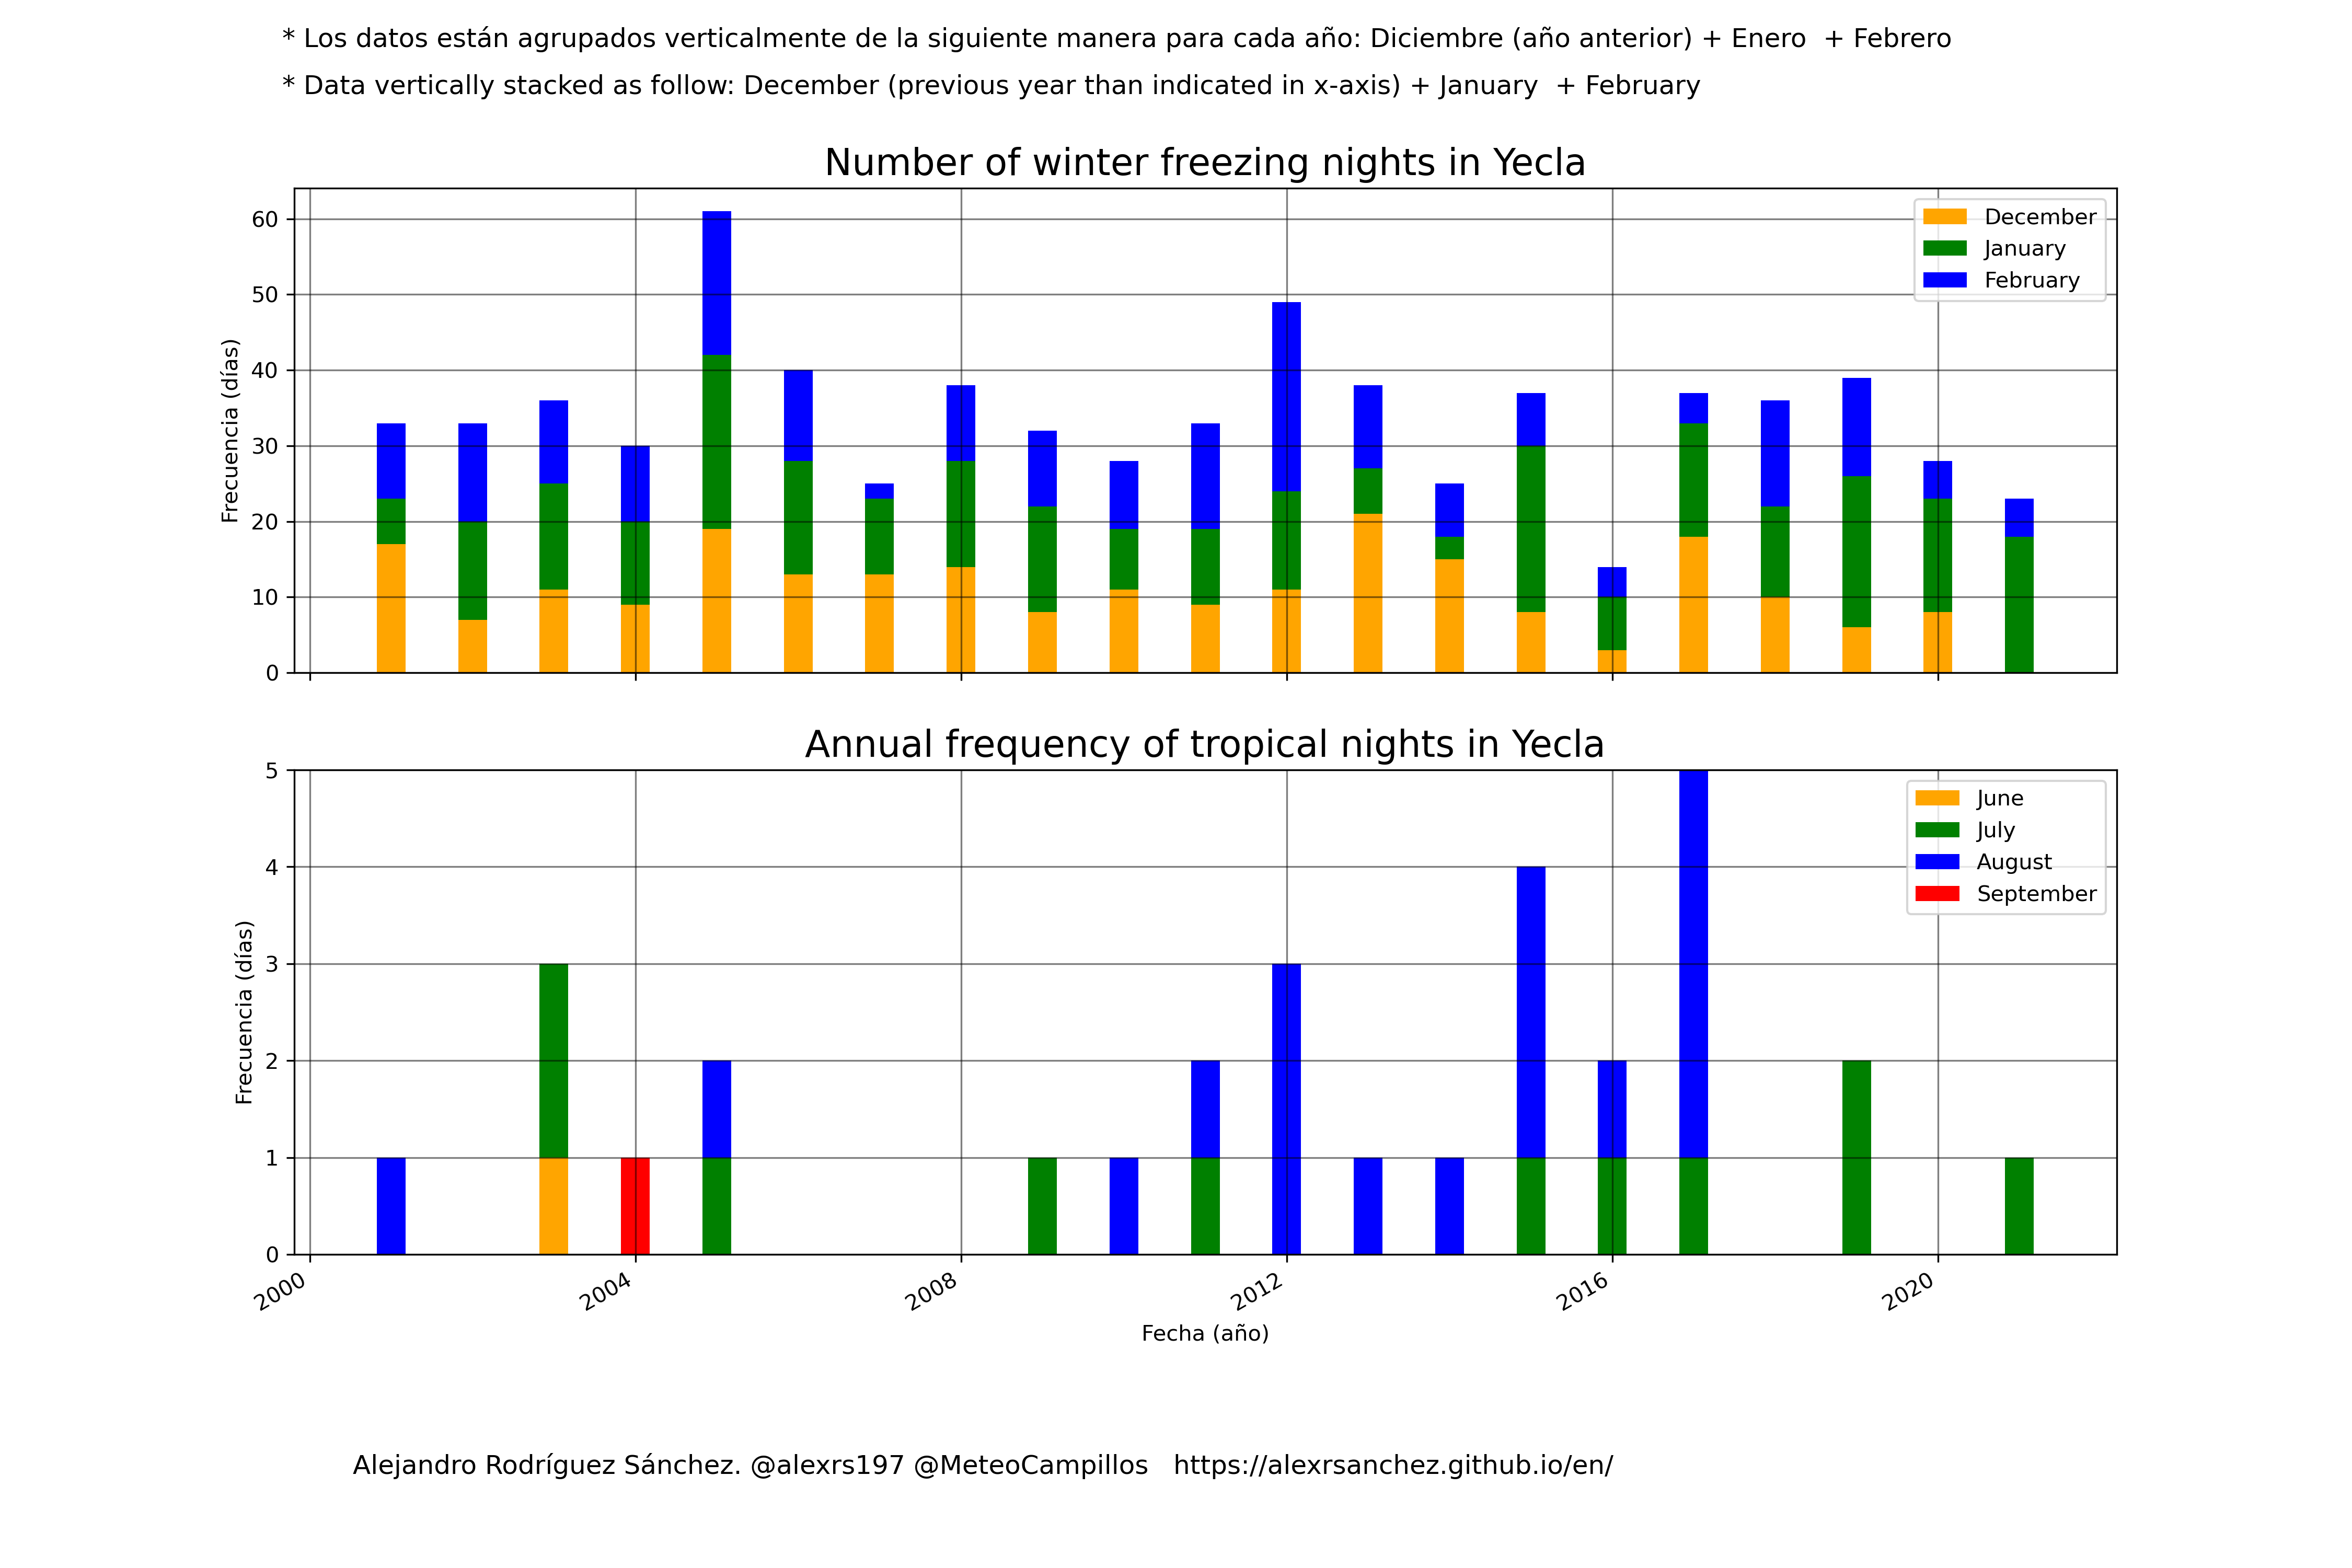 * Los datos están agrupados verticalmente de la siguiente manera para cada año: Diciembre (año anterior) + Enero  + Febrero
* Data vertically stacked as follow: December (previous year than indicated in x-axis) + January  + February
Number of winter freezing nights in Yecla
60
50
40
30
20
10
0
Frecuencia (días)
December
January
February
Annual frequency of tropical nights in Yecla
5
4
3
2
1
0
Frecuencia (días)
June
July
August
September
2000
2004
2008
2012
2016
2020
Fecha (año)
Alejandro Rodríguez Sánchez. @alexrs197 @MeteoCampillos   https://alexrsanchez.github.io/en/